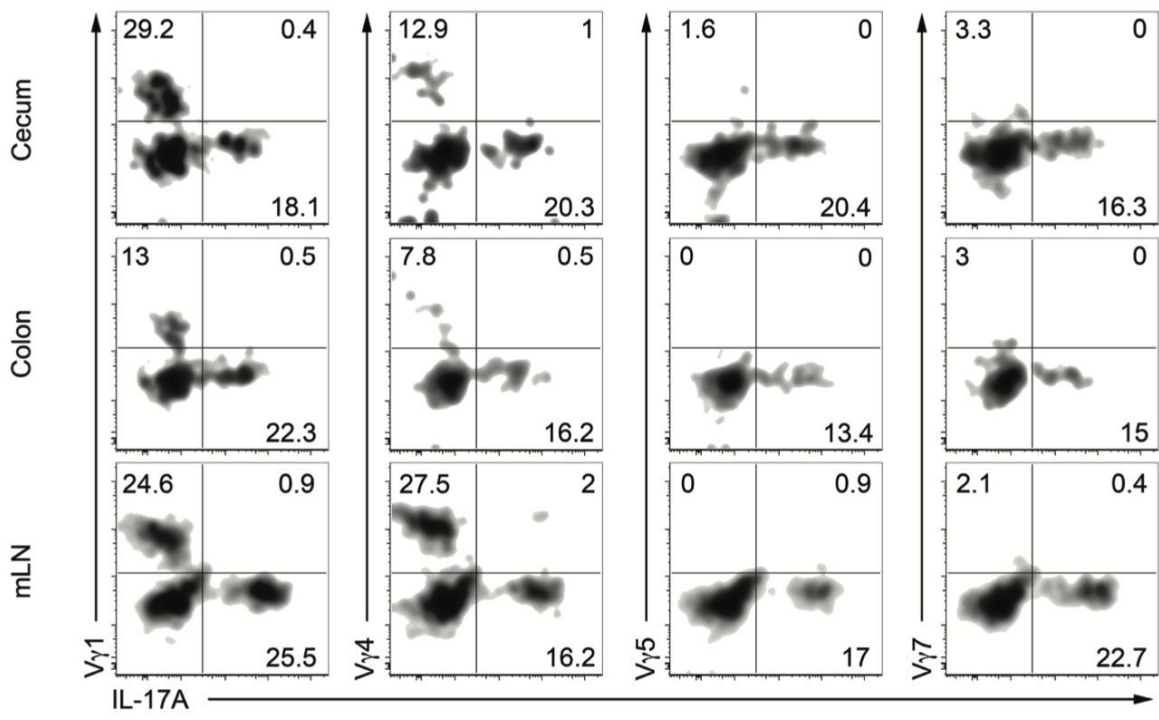 29.2 0.4 12.9 1 1.6 0 3.3 0
Cecum
18.1 20.3 20.4 16.3
13 0.5 7.8 0.5 0 0 3 0
Colon
22.3 16.2 13.4 15
24.6 0.9 27.5 2 0 0.9 2.1 0.4
mLN
25.5 16.2 17 22.7
Vγ1 Vγ4 Vγ5 Vγ7
IL-17A